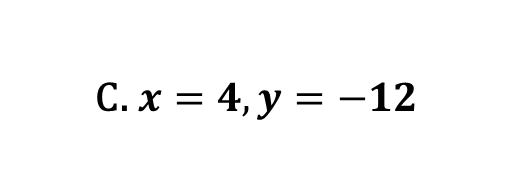 C. x = 4, y = −12